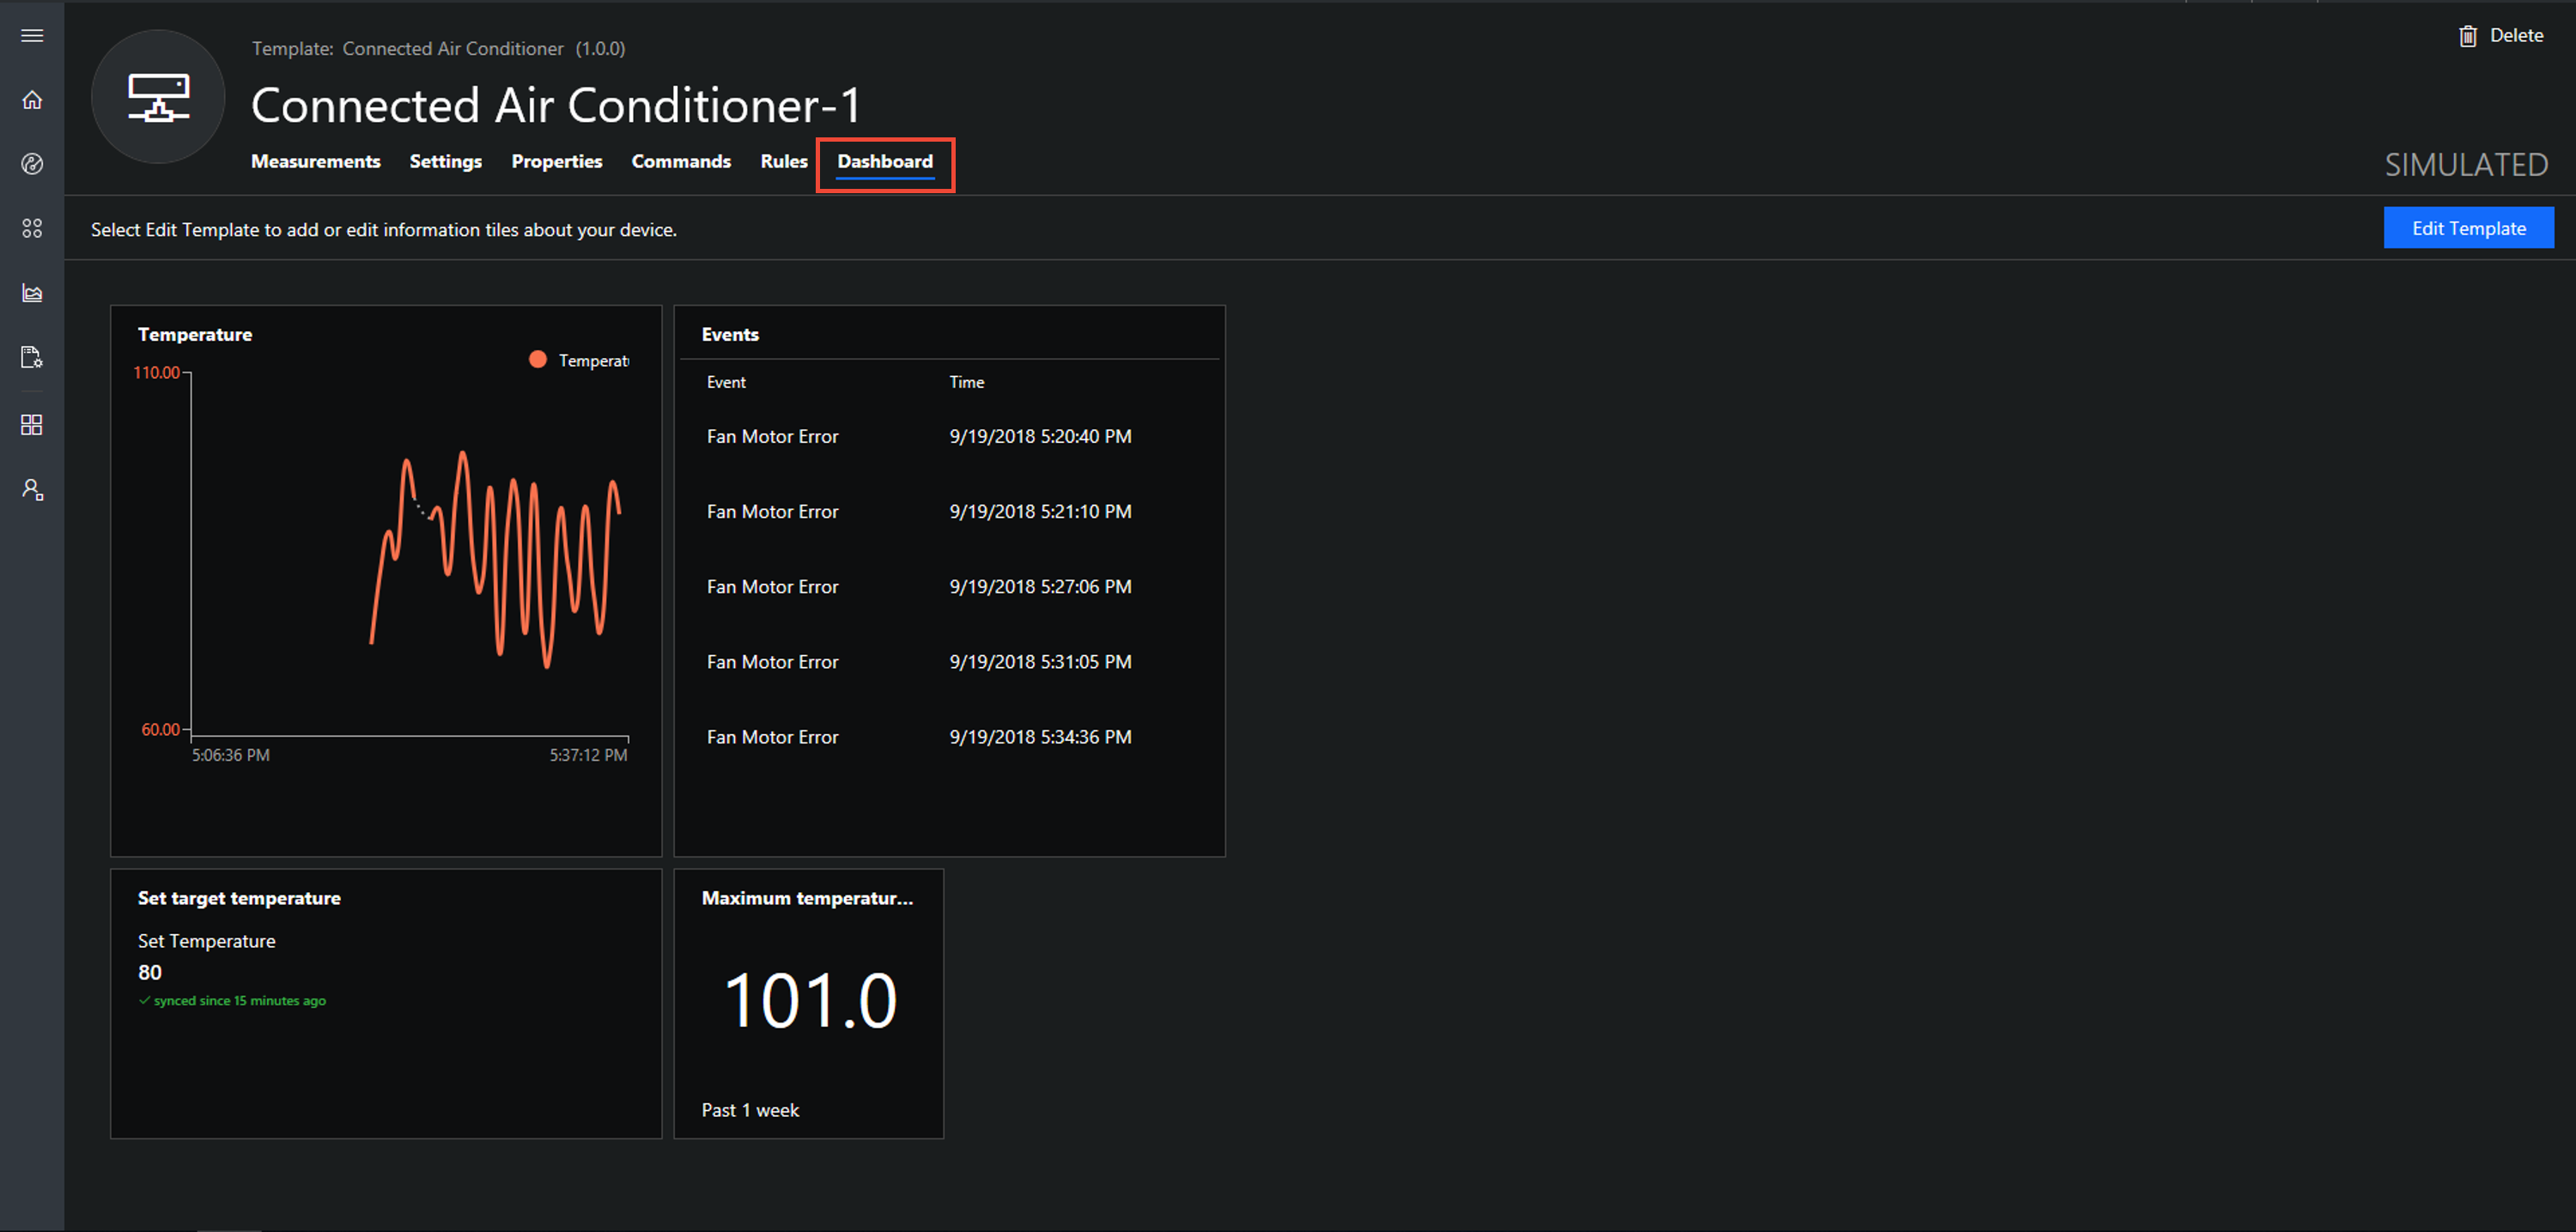 Delete
Template: Connected Air Conditioner (1.0.0)
Connected Air Conditioner-1
Measurements Settings Properties Commands Rules Dashboard
SIMULATED
Select Edit Template to add or edit information tiles about your device.
Edit Template
Temperature
Temperat
110.00
60.00
5:06:36 PM 5:37:12 PM
Events
Event Time
Fan Motor Error 9/19/2018 5:20:40 PM
Fan Motor Error 9/19/2018 5:21:10 PM
Fan Motor Error 9/19/2018 5:27:06 PM
Fan Motor Error 9/19/2018 5:31:05 PM
Fan Motor Error 9/19/2018 5:34:36 PM
Set target temperature
Set Temperature
80
synced since 15 minutes ago
Maximum temperatur...
101.0
Past 1 week